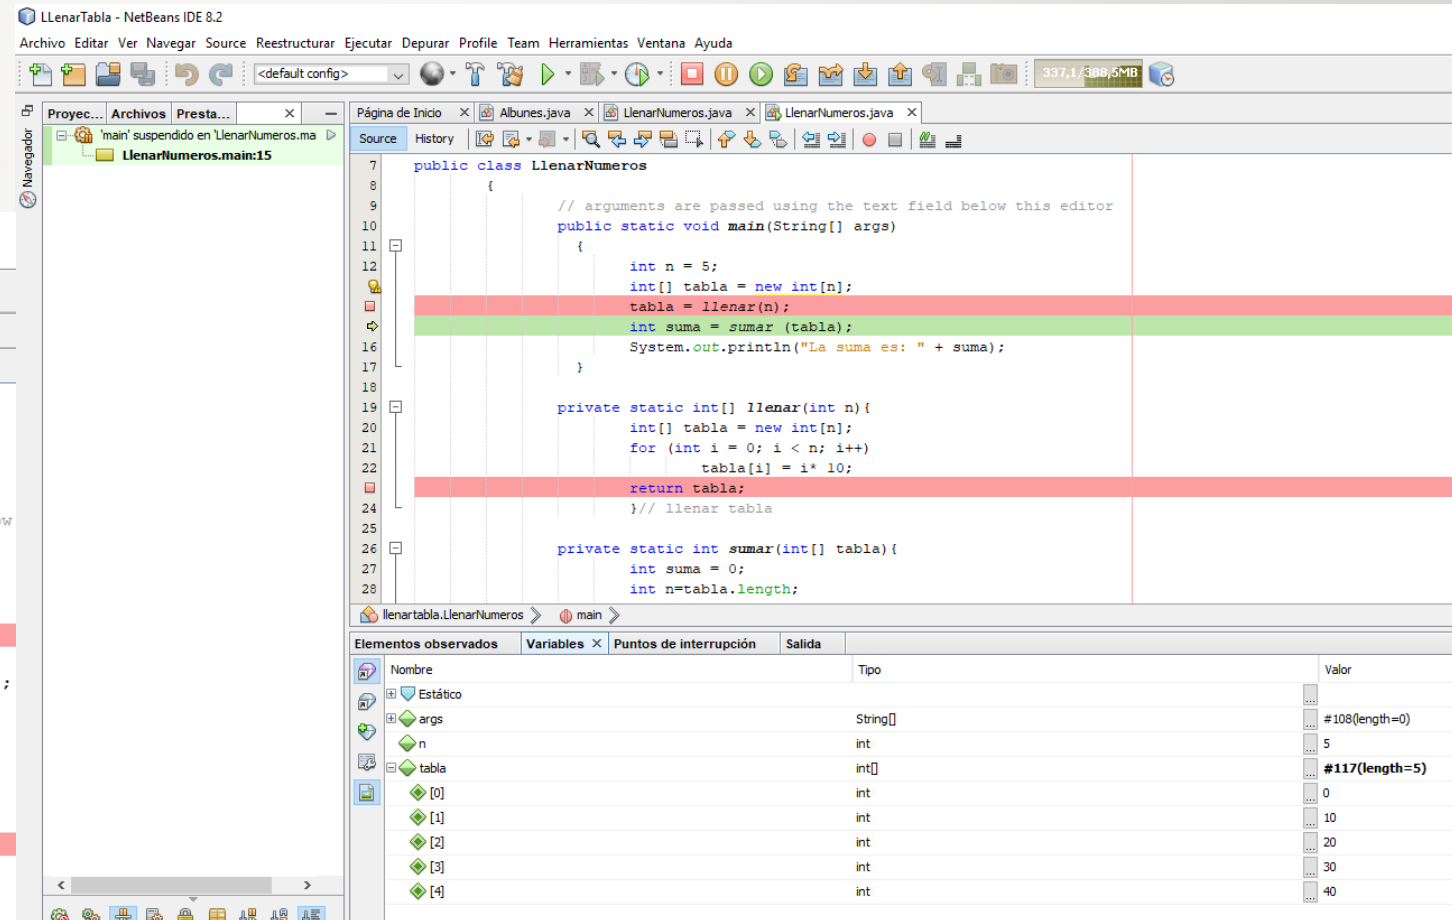 LLenarTabla - NetBeans IDE 8.2
Archivo Editar Ver Navegar Source Reestructurar Ejecutar Depurar Profile Team Herramientas Ventana Ayuda
<default config>
337,1/388,5MB
Proyec... Archivos Presta...
Página de Inicio Albunes.java LlenarNumeros.java LlenarNumeros.java
Navegador
'main' suspendido en 'LlenarNumeros.ma
LlenarNumeros.main:15
Source History
7 public class LlenarNumeros
8 {
9 // arguments are passed using the text field below this editor
10 public static void main(String[] args)
11 {
12 int n = 5;
int[] tabla = new int[n];
tabla = llenar(n);
int suma = sumar (tabla);
16 System.out.println("La suma es: " + suma);
17 }
18
19 private static int[] llenar(int n){
20 int[] tabla = new int[n];
21 for (int i = 0; i < n; i++)
22 tabla[i] = i* 10;
return tabla;
24 }// llenar tabla
25
26 private static int sumar(int[] tabla){
27 int suma = 0;
28 int n=tabla.length;
ow
;
llenartabla.LlenarNumeros main
Elementos observados Variables Puntos de interrupción Salida
Nombre Tipo Valor
Estático ...
args String[] ... #108(length=0)
n int ... 5
tabla int[] ... #117(length=5)
[0] int ... 0
[1] int ... 10
[2] int ... 20
[3] int ... 30
[4] int ... 40